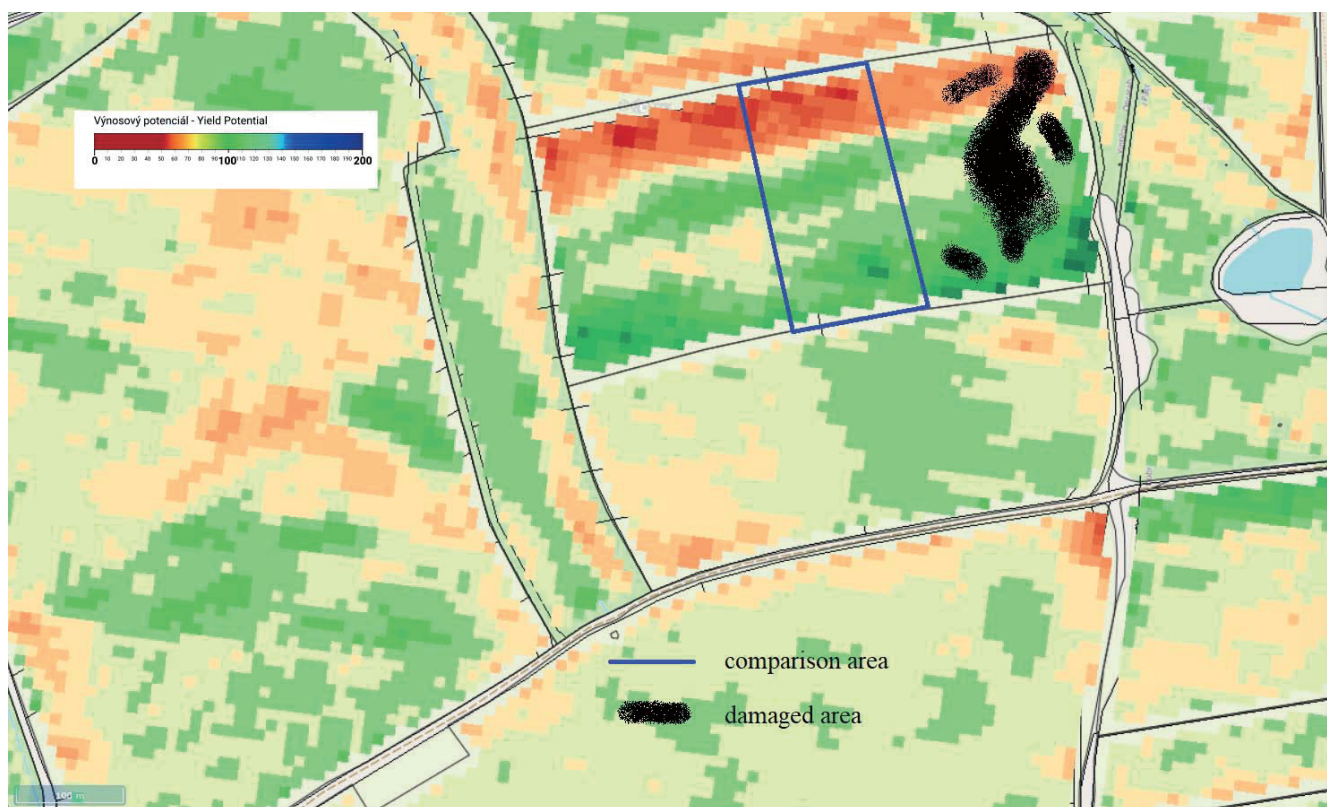 Výnosový potenciál - Yield Potential
0 10 20 30 40 50 60 70 80 90 100 110 120 130 140 150 160 170 180 190 200
comparison area
damaged area
100 m